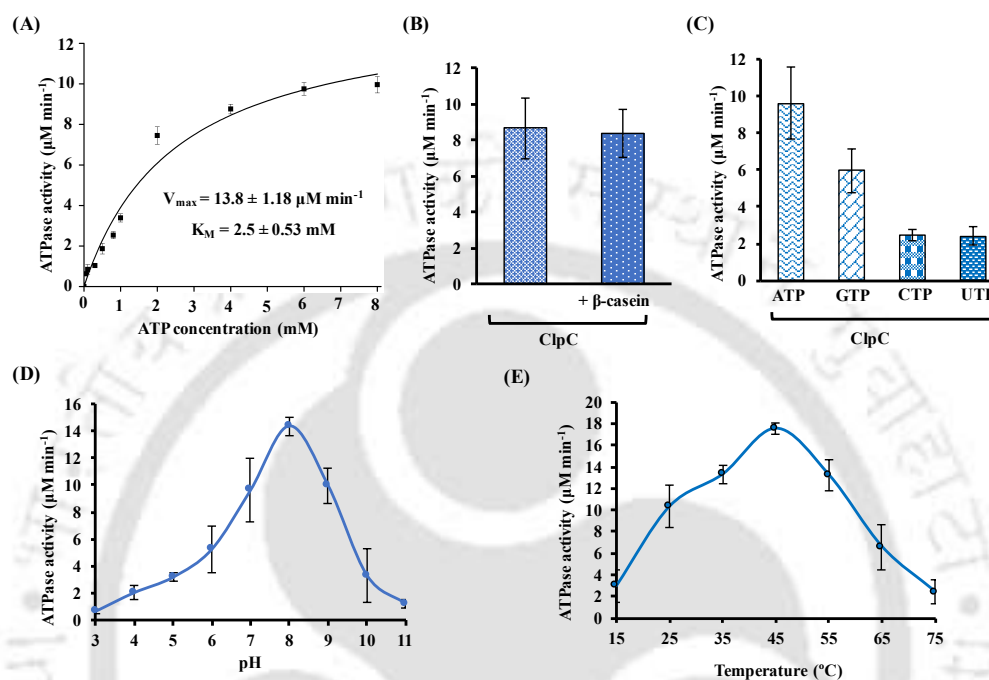 (A)
12
10
8
6
4
2
0
ATPase activity (µM min⁻¹)
Vmax = 13.8 ± 1.18 µM min⁻¹
KM = 2.5 ± 0.53 mM
0 1 2 3 4 5 6 7 8
ATP concentration (mM)
(B)
12
10
8
6
4
2
0
ATPase activity (µM min⁻¹)
+ β-casein
ClpC
(C)
12
10
8
6
4
2
0
ATPase activity (µM min⁻¹)
ATP GTP CTP UTP
ClpC
(D)
16
14
12
10
8
6
4
2
0
ATPase activity (µM min⁻¹)
3 4 5 6 7 8 9 10 11
pH
(E)
20
18
16
14
12
10
8
6
4
2
0
ATPase activity (µM min⁻¹)
15 25 35 45 55 65 75
Temperature (°C)